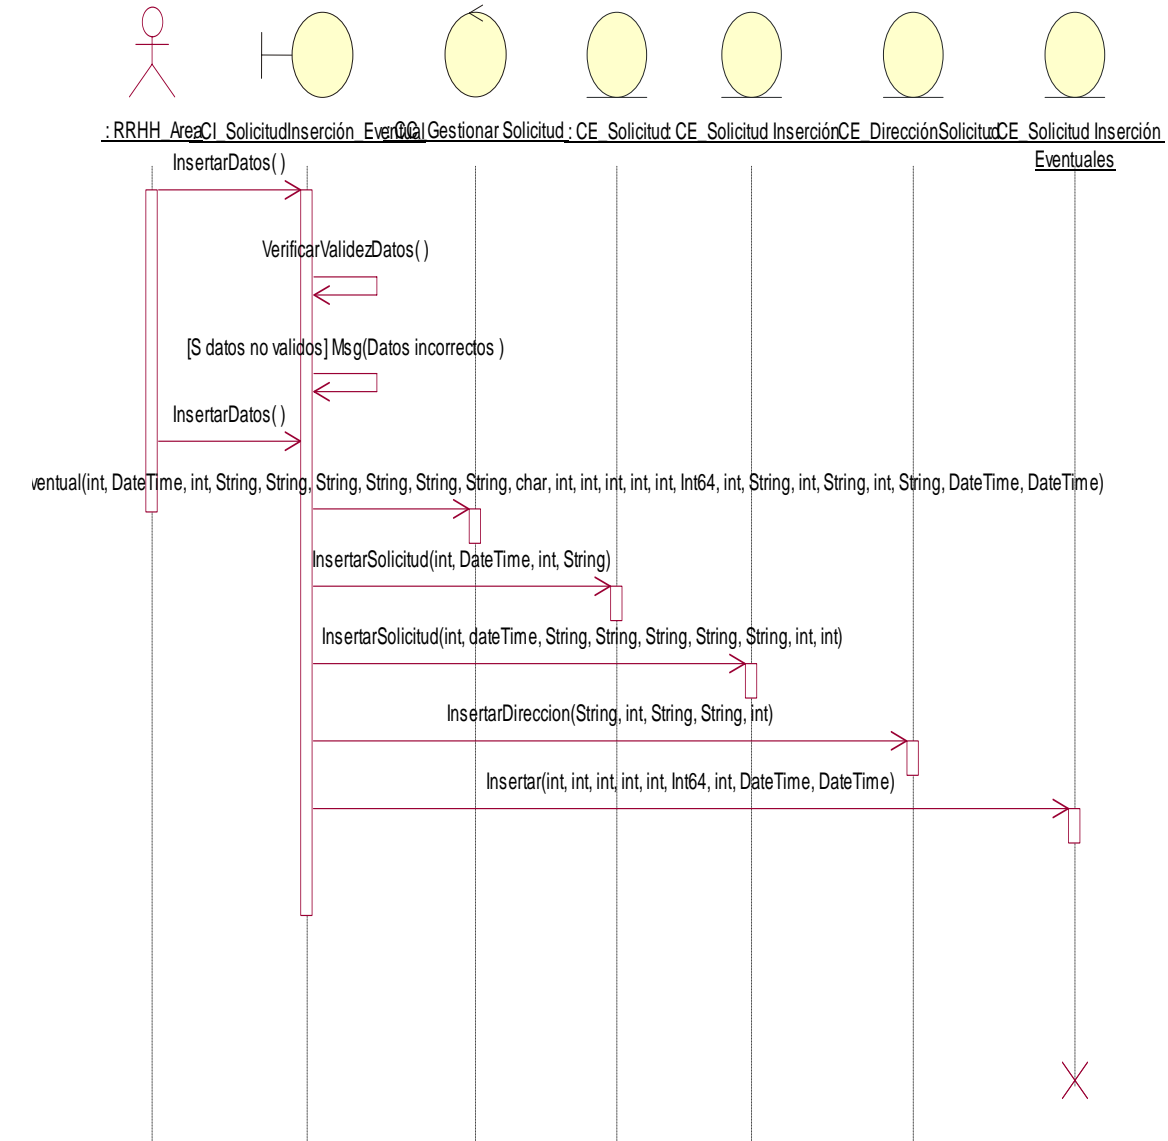 : RRHH_Area
CI_SolicitudInserción_Eventual
: CC_Gestionar Solicitud
: CE_Solicitud
: CE_Solicitud Inserción
CE_DirecciónSolicitud
: CE_Solicitud Inserción
Eventuales
InsertarDatos( )
VerificarValidezDatos( )
[S datos no validos] Msg(Datos incorrectos )
InsertarDatos( )
ventual(int, DateTime, int, String, String, String, String, String, String, char, int, int, int, int, int, Int64, int, String, int, String, int, String, DateTime, DateTime)
InsertarSolicitud(int, DateTime, int, String)
InsertarSolicitud(int, dateTime, String, String, String, String, String, int, int)
InsertarDireccion(String, int, String, String, int)
Insertar(int, int, int, int, int, Int64, int, DateTime, DateTime)